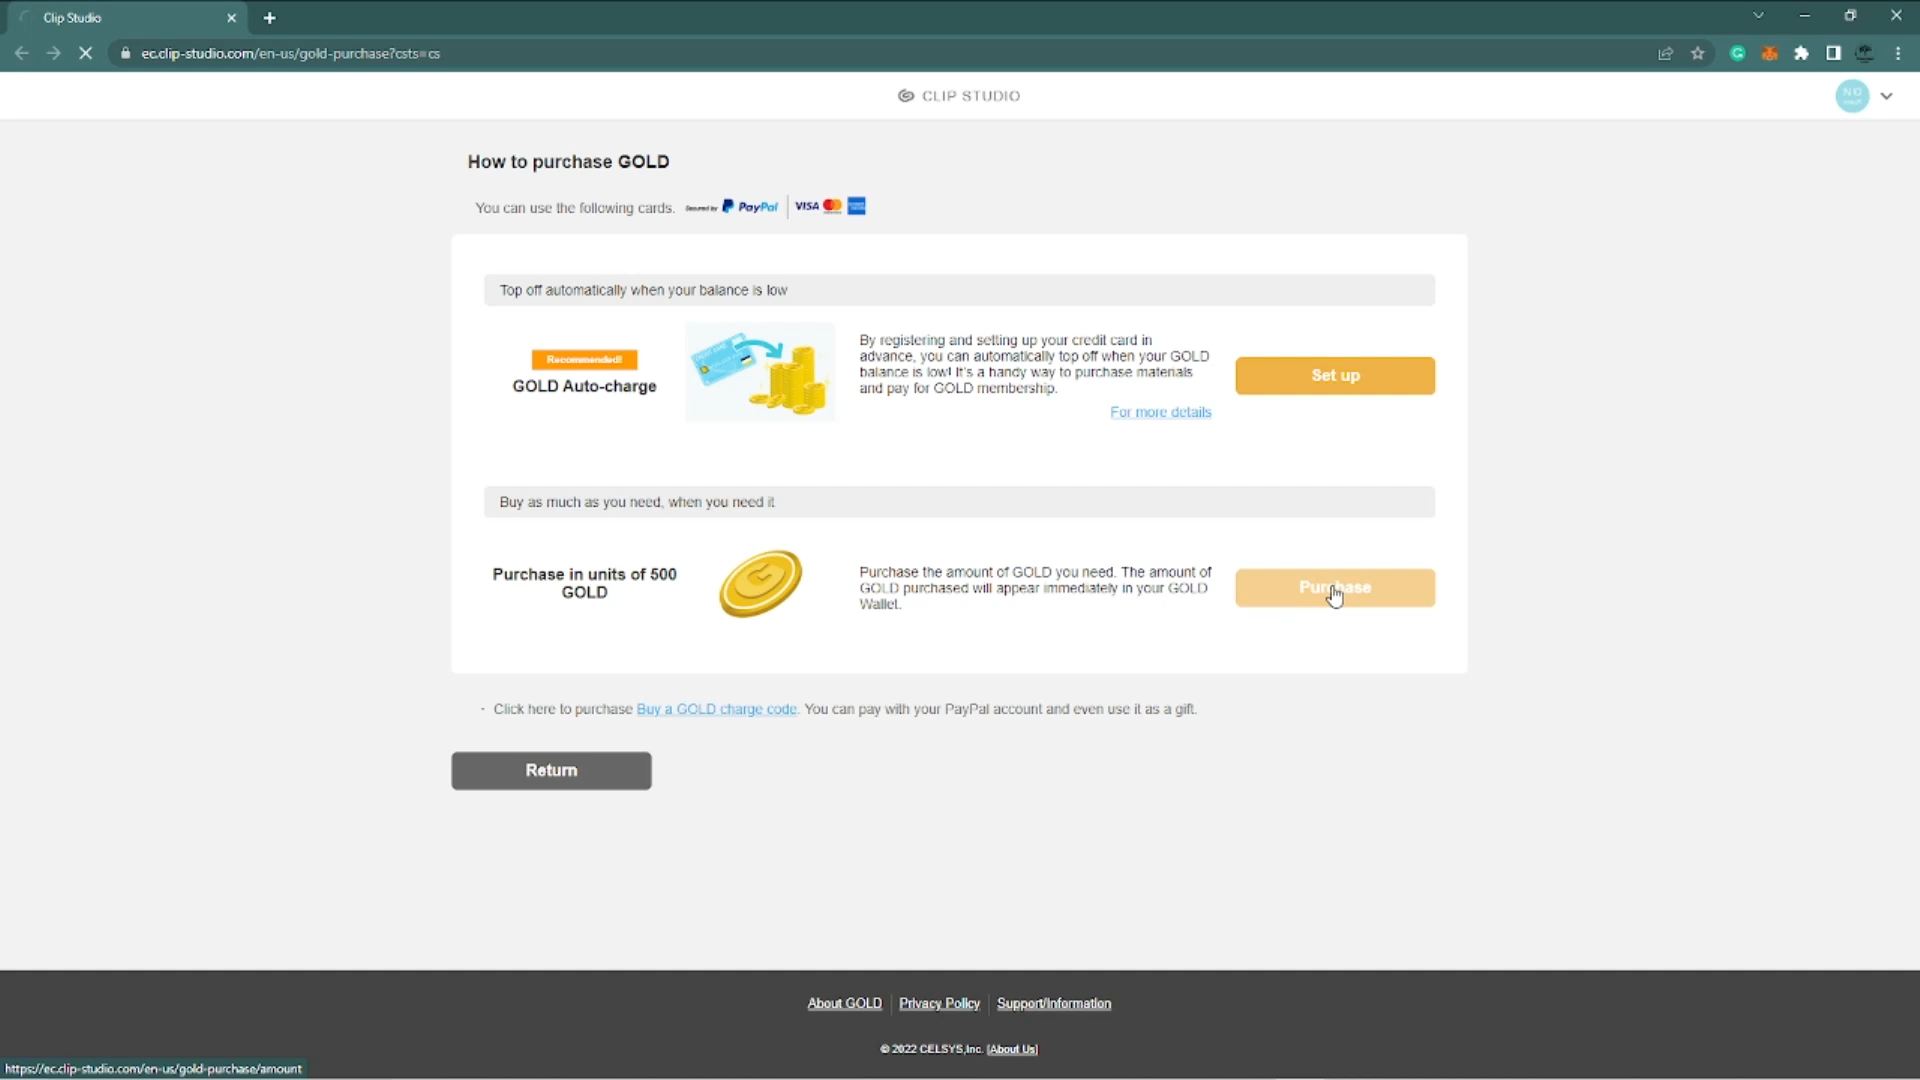 Clip Studio
ec.clip-studio.com/en-us/gold-purchase?csts=cs
CLIP STUDIO
NO
How to purchase GOLD
You can use the following cards. Secured by PayPal VISA
Top off automatically when your balance is low
Recommended!
GOLD Auto-charge
By registering and setting up your credit card in
advance, you can automatically top off when your GOLD
balance is low! It's a handy way to purchase materials
and pay for GOLD membership.
For more details
Set up
Buy as much as you need, when you need it
Purchase in units of 500
GOLD
Purchase the amount of GOLD you need. The amount of
GOLD purchased will appear immediately in your GOLD
Wallet.
Purchase
- Click here to purchase Buy a GOLD charge code. You can pay with your PayPal account and even use it as a gift.
Return
About GOLD Privacy Policy Support/Information
© 2022 CELSYS,Inc. [About Us]
https://ec.clip-studio.com/en-us/gold-purchase/amount